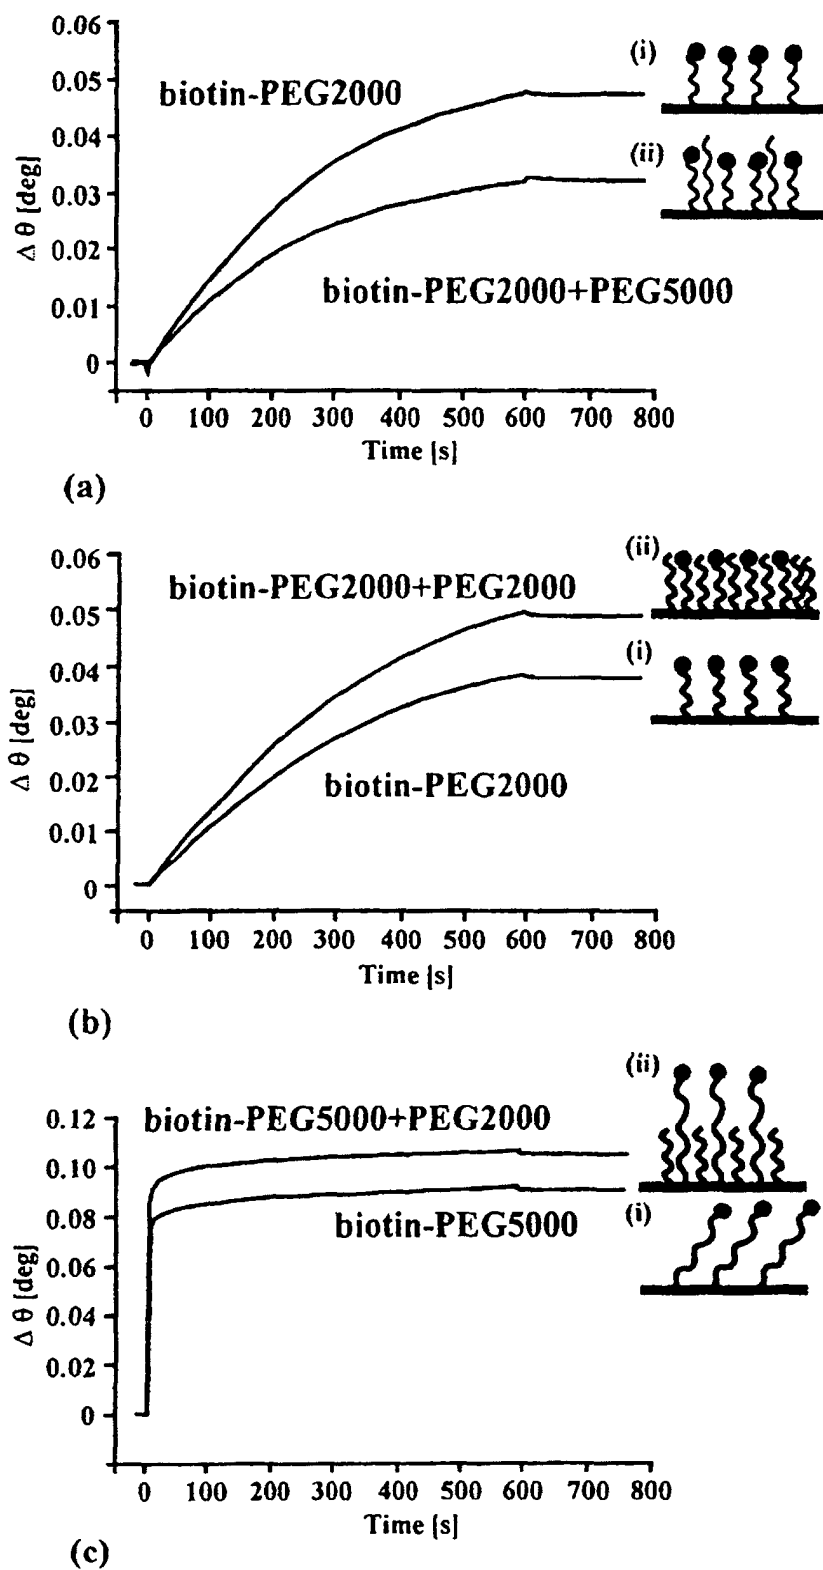 0.06
0.05
0.04
0.03
0.02
0.01
0
Δ θ [deg]
biotin-PEG2000
biotin-PEG2000+PEG5000
(i)
(ii)
0 100 200 300 400 500 600 700 800
Time [s]
(a)
0.06
0.05
0.04
0.03
0.02
0.01
0
Δ θ [deg]
biotin-PEG2000+PEG2000
biotin-PEG2000
(ii)
(i)
0 100 200 300 400 500 600 700 800
Time [s]
(b)
0.12
0.10
0.08
0.06
0.04
0.02
0
Δ θ [deg]
biotin-PEG5000+PEG2000
biotin-PEG5000
(ii)
(i)
0 100 200 300 400 500 600 700 800
Time [s]
(c)